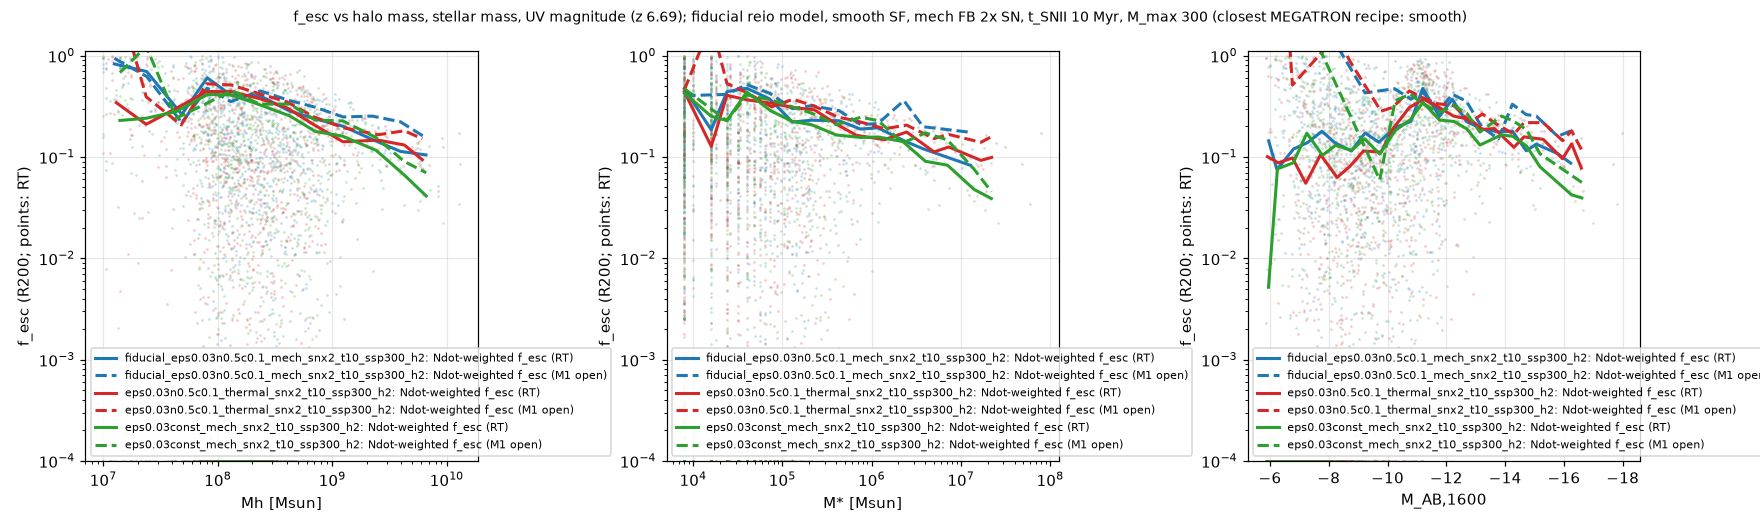 f_esc vs halo mass, stellar mass, UV magnitude (z 6.69); fiducial reio model, smooth SF, mech FB 2x SN, t_SNII 10 Myr, M_max 300 (closest MEGATRON recipe: smooth)
f_esc (R200; points: RT)
10⁰
10⁻¹
10⁻²
10⁻³
10⁻⁴
fiducial_eps0.03n0.5c0.1_mech_snx2_t10_ssp300_h2: Ndot-weighted f_esc (RT)
fiducial_eps0.03n0.5c0.1_mech_snx2_t10_ssp300_h2: Ndot-weighted f_esc (M1 open)
eps0.03n0.5c0.1_thermal_snx2_t10_ssp300_h2: Ndot-weighted f_esc (RT)
eps0.03n0.5c0.1_thermal_snx2_t10_ssp300_h2: Ndot-weighted f_esc (M1 open)
eps0.03const_mech_snx2_t10_ssp300_h2: Ndot-weighted f_esc (RT)
eps0.03const_mech_snx2_t10_ssp300_h2: Ndot-weighted f_esc (M1 open)
10⁷ 10⁸ 10⁹ 10¹⁰
Mh [Msun]
f_esc (R200; points: RT)
10⁰
10⁻¹
10⁻²
10⁻³
10⁻⁴
fiducial_eps0.03n0.5c0.1_mech_snx2_t10_ssp300_h2: Ndot-weighted f_esc (RT)
fiducial_eps0.03n0.5c0.1_mech_snx2_t10_ssp300_h2: Ndot-weighted f_esc (M1 open)
eps0.03n0.5c0.1_thermal_snx2_t10_ssp300_h2: Ndot-weighted f_esc (RT)
eps0.03n0.5c0.1_thermal_snx2_t10_ssp300_h2: Ndot-weighted f_esc (M1 open)
eps0.03const_mech_snx2_t10_ssp300_h2: Ndot-weighted f_esc (RT)
eps0.03const_mech_snx2_t10_ssp300_h2: Ndot-weighted f_esc (M1 open)
10⁴ 10⁵ 10⁶ 10⁷ 10⁸
M* [Msun]
f_esc (R200; points: RT)
10⁰
10⁻¹
10⁻²
10⁻³
10⁻⁴
fiducial_eps0.03n0.5c0.1_mech_snx2_t10_ssp300_h2: Ndot-weighted f_esc (RT)
fiducial_eps0.03n0.5c0.1_mech_snx2_t10_ssp300_h2: Ndot-weighted f_esc (M1 open
eps0.03n0.5c0.1_thermal_snx2_t10_ssp300_h2: Ndot-weighted f_esc (RT)
eps0.03n0.5c0.1_thermal_snx2_t10_ssp300_h2: Ndot-weighted f_esc (M1 open)
eps0.03const_mech_snx2_t10_ssp300_h2: Ndot-weighted f_esc (RT)
eps0.03const_mech_snx2_t10_ssp300_h2: Ndot-weighted f_esc (M1 open)
−6 −8 −10 −12 −14 −16 −18
M_AB,1600